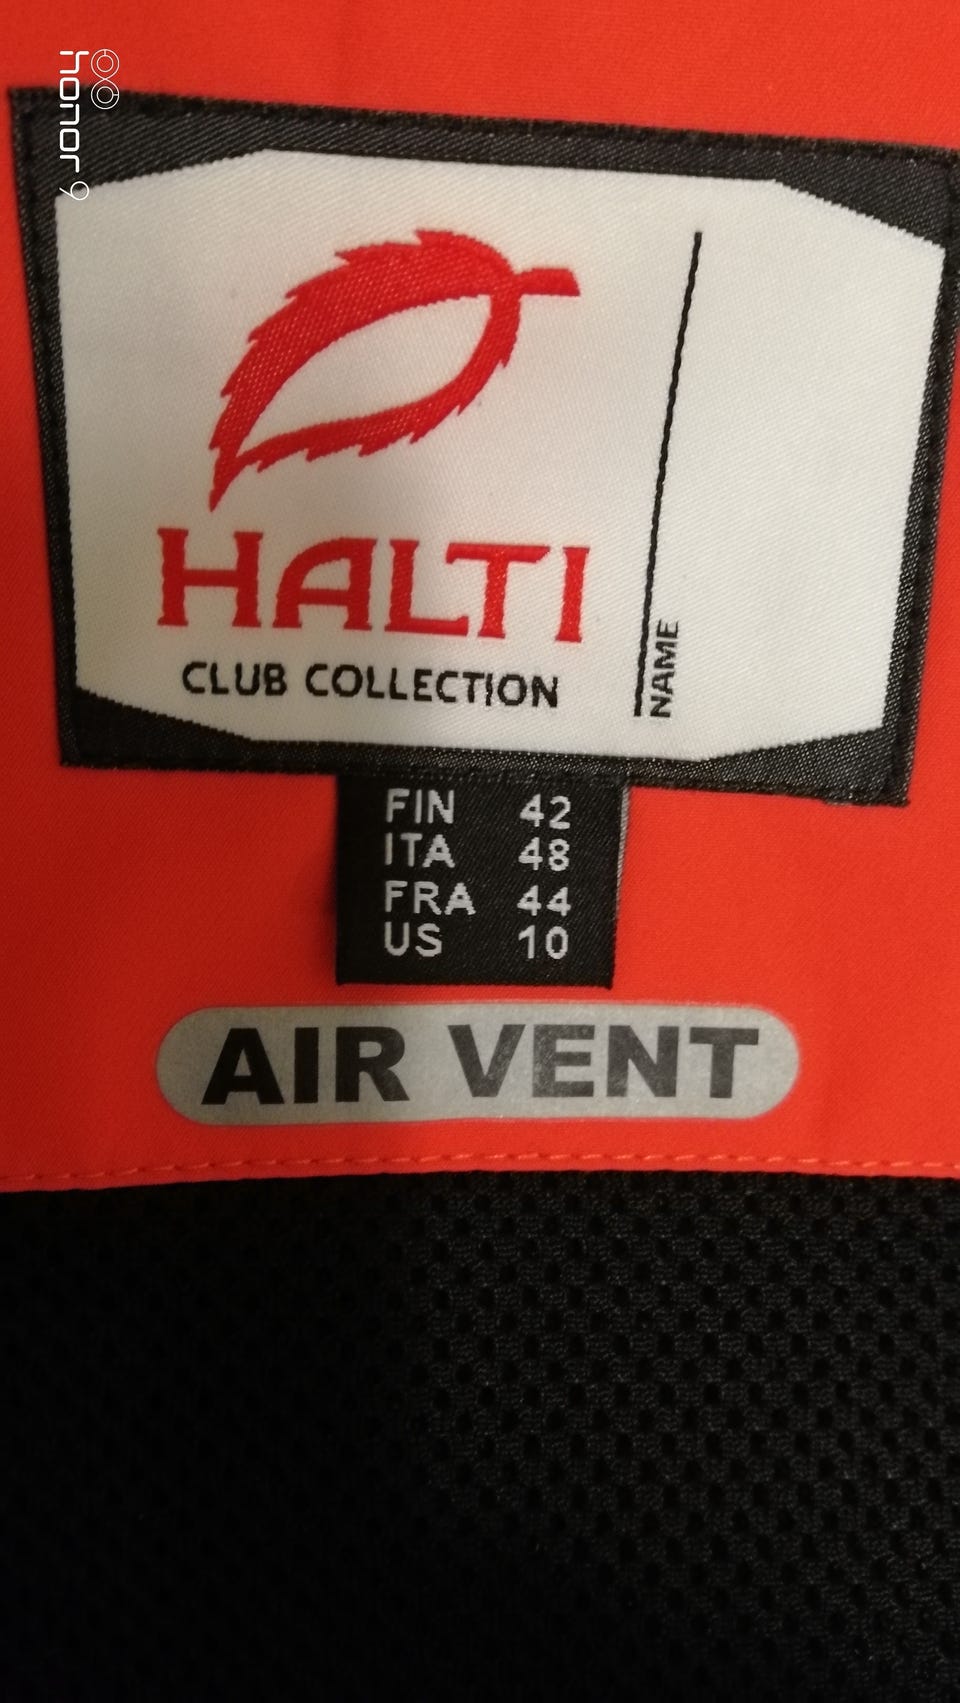 honor 9
HALTI
CLUB COLLECTION
NAME
FIN 42
ITA 48
FRA 44
US 10
AIR VENT